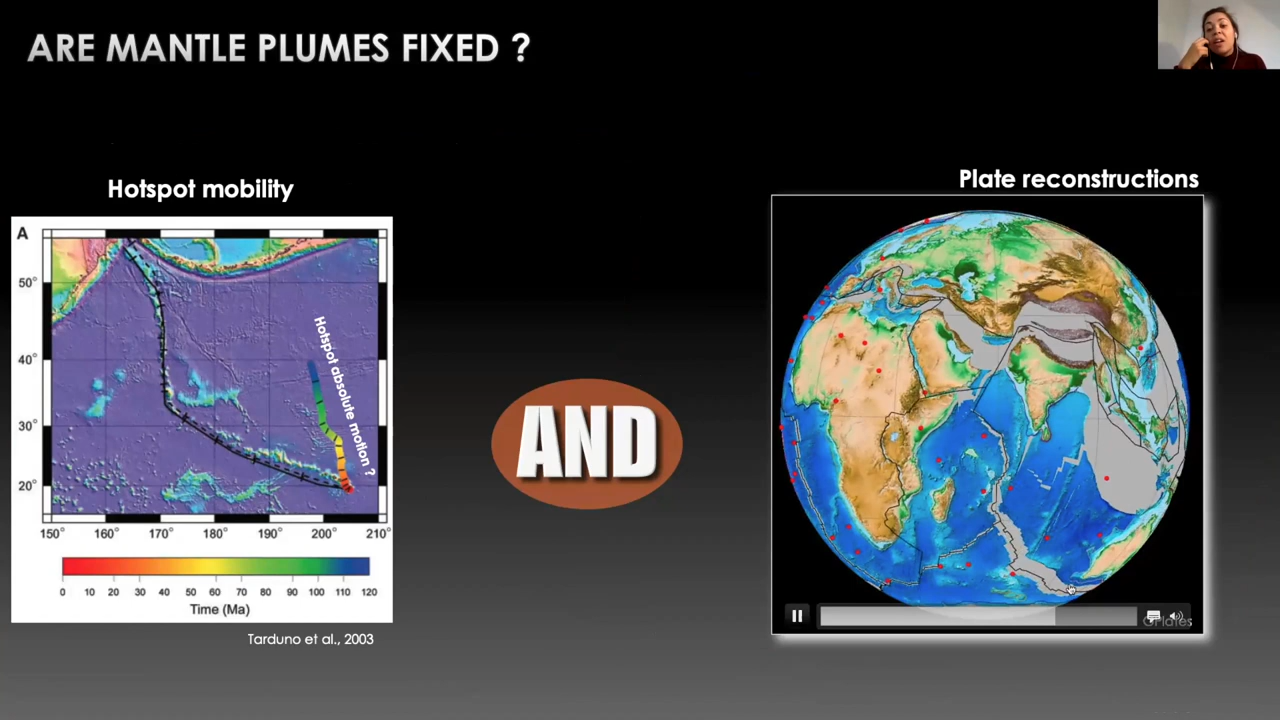 ARE MANTLE PLUMES FIXED ?
Hotspot mobility
Plate reconstructions
A
50°
40°
30°
20°
Hotspot absolute motion ?
150° 160° 170° 180° 190° 200° 210°
0 10 20 30 40 50 60 70 80 90 100 120
Time (Ma)
Tarduno et al., 2003
AND
GPlates